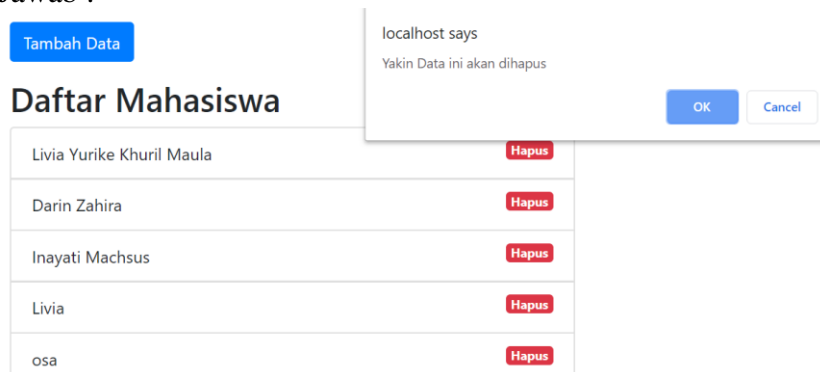 Jawab :
Tambah Data
localhost says
Yakin Data ini akan dihapus
OK Cancel
Daftar Mahasiswa
Livia Yurike Khuril Maula Hapus
Darin Zahira Hapus
Inayati Machsus Hapus
Livia Hapus
osa Hapus